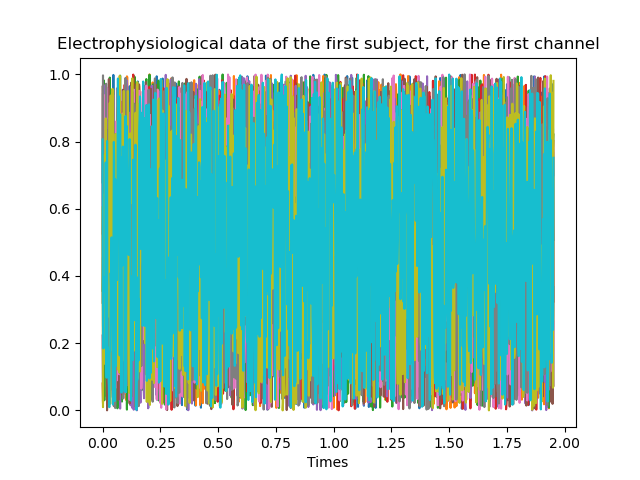 Electrophysiological data of the first subject, for the first channel
1.0
0.8
0.6
0.4
0.2
0.0
0.00 0.25 0.50 0.75 1.00 1.25 1.50 1.75 2.00
Times